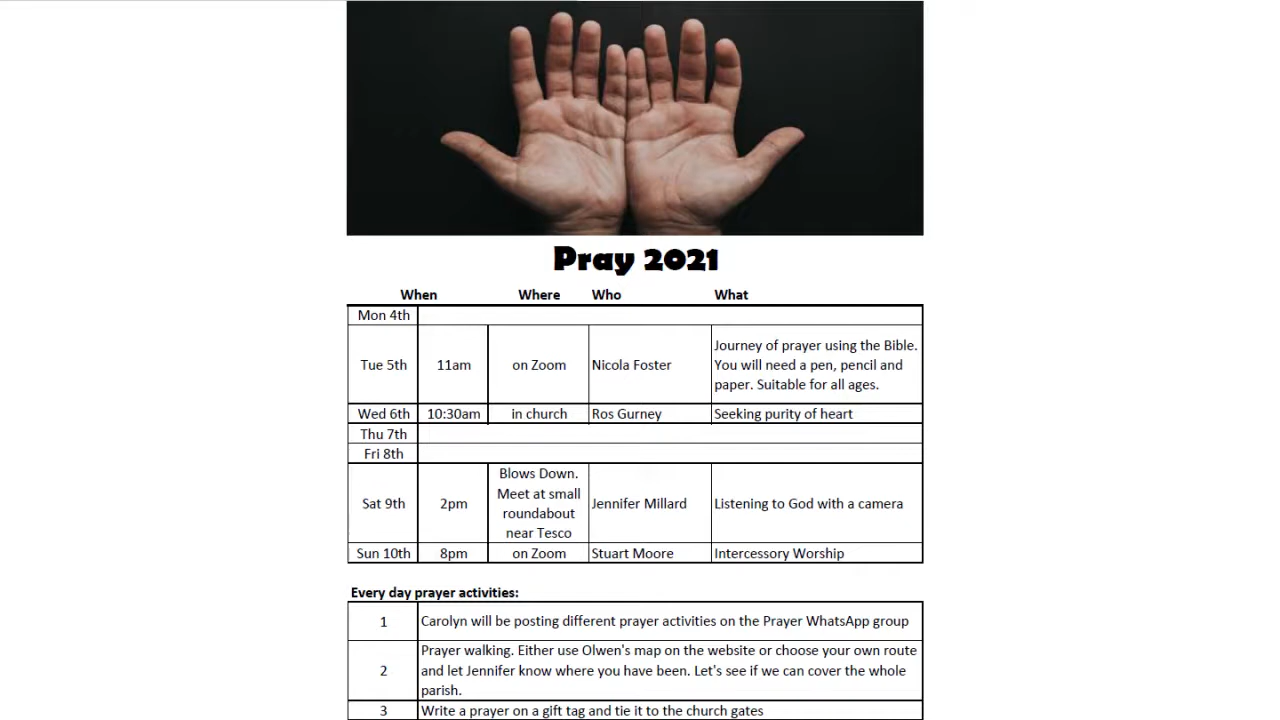 Pray 2021
When Where Who What
Mon 4th
Tue 5th 11am on Zoom Nicola Foster Journey of prayer using the Bible.
You will need a pen, pencil and
paper. Suitable for all ages.
Wed 6th 10:30am in church Ros Gurney Seeking purity of heart
Thu 7th
Fri 8th
Sat 9th 2pm Blows Down.
Meet at small
roundabout
near Tesco
Jennifer Millard Listening to God with a camera
Sun 10th 8pm on Zoom Stuart Moore Intercessory Worship
Every day prayer activities:
1 Carolyn will be posting different prayer activities on the Prayer WhatsApp group
2 Prayer walking. Either use Olwen's map on the website or choose your own route
and let Jennifer know where you have been. Let's see if we can cover the whole
parish.
3 Write a prayer on a gift tag and tie it to the church gates